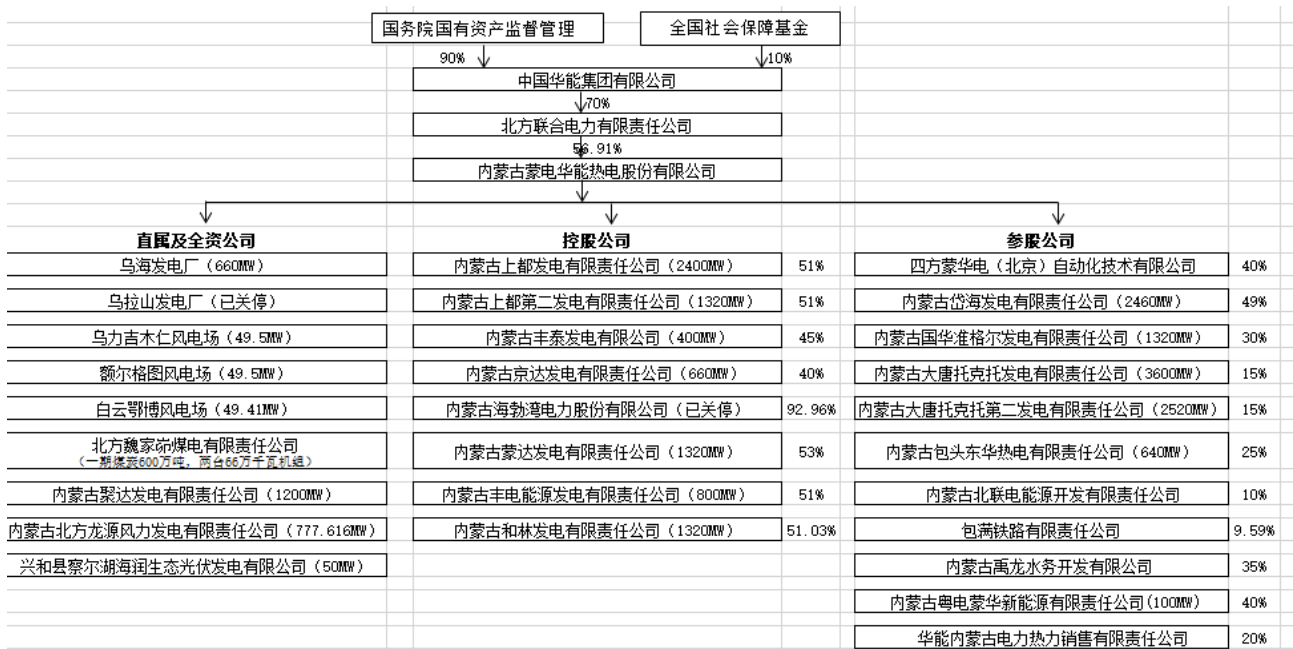 国务院国有资产监督管理
全国社会保障基金
90%
10%
中国华能集团有限公司
70%
北方联合电力有限责任公司
56.91%
内蒙古蒙电华能热电股份有限公司
直属及全资公司
控股公司
参股公司
乌海发电厂（660MW）
内蒙古上都发电有限责任公司（2400MW）
51%
四方蒙华电（北京）自动化技术有限公司
40%
乌拉山发电厂（已关停）
内蒙古上都第二发电有限责任公司（1320MW）
51%
内蒙古岱海发电有限责任公司（2460MW）
49%
乌力吉木仁风电场（49.5MW）
内蒙古丰泰发电有限责任公司（400MW）
45%
内蒙古国华准格尔发电有限责任公司（1320MW）
30%
额尔格图风电场（49.5MW）
内蒙古京达发电有限责任公司（660MW）
40%
内蒙古大唐托克托发电有限责任公司（3600MW）
15%
白云鄂博风电场（49.41MW）
内蒙古海勃湾电力股份有限公司（已关停）
92.96%
内蒙古大唐托克托第二发电有限责任公司（2520MW）
15%
北方魏家峁煤电有限责任公司
（一期煤炭600万吨，两台66万千瓦机组）
内蒙古蒙达发电有限责任公司（1320MW）
53%
内蒙古包头东华热电有限责任公司（640MW）
25%
内蒙古聚达发电有限责任公司（1200MW）
内蒙古丰电能源发电有限责任公司（800MW）
51%
内蒙古北联电能源开发有限责任公司
10%
内蒙古北方龙源风力发电有限责任公司（777.616MW）
内蒙古和林发电有限责任公司（1320MW）
51.03%
包满铁路有限责任公司
9.59%
兴和县察尔湖海润生态光伏发电有限公司（50MW）
内蒙古禹龙水务开发有限公司
35%
内蒙古粤电蒙华新能源有限责任公司(100MW)
40%
华能内蒙古电力热力销售有限责任公司
20%